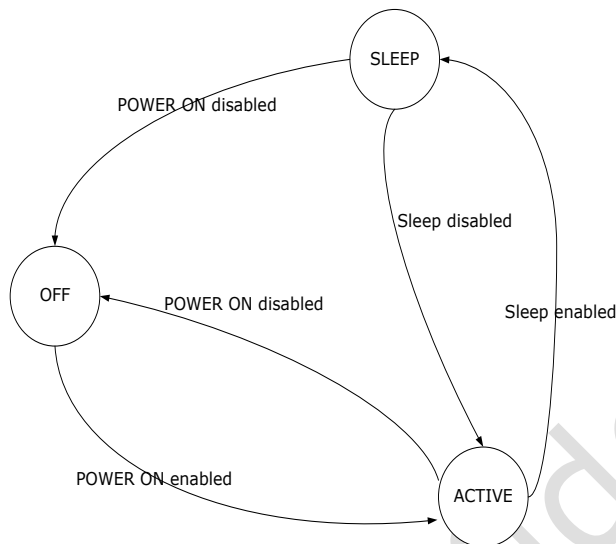 SLEEP
POWER ON disabled
Sleep disabled
OFF
POWER ON disabled
Sleep enabled
POWER ON enabled
ACTIVE